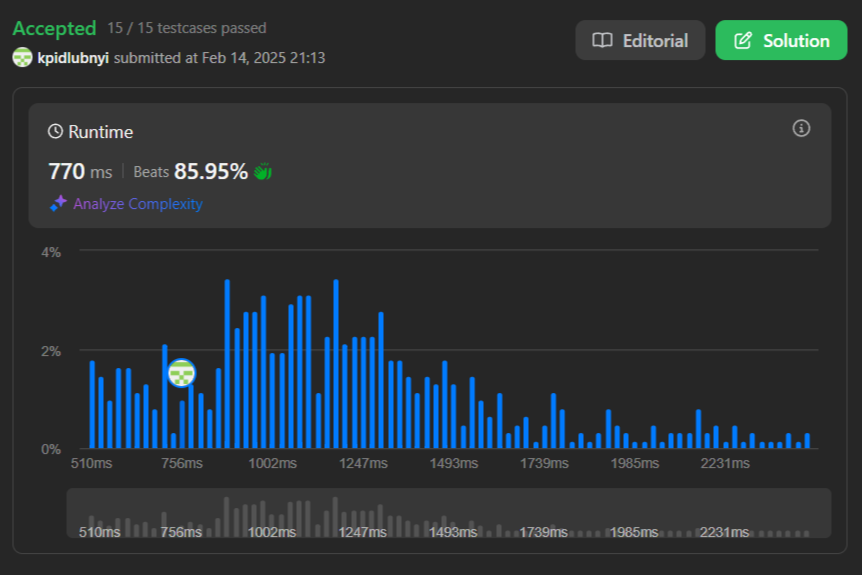 Accepted 15 / 15 testcases passed
kpidlubnyi submitted at Feb 14, 2025 21:13
Editorial
Solution
Runtime
770 ms | Beats 85.95%
Analyze Complexity
4%
2%
0%
510ms 756ms 1002ms 1247ms 1493ms 1739ms 1985ms 2231ms
510ms 756ms 1002ms 1247ms 1493ms 1739ms 1985ms 2231ms